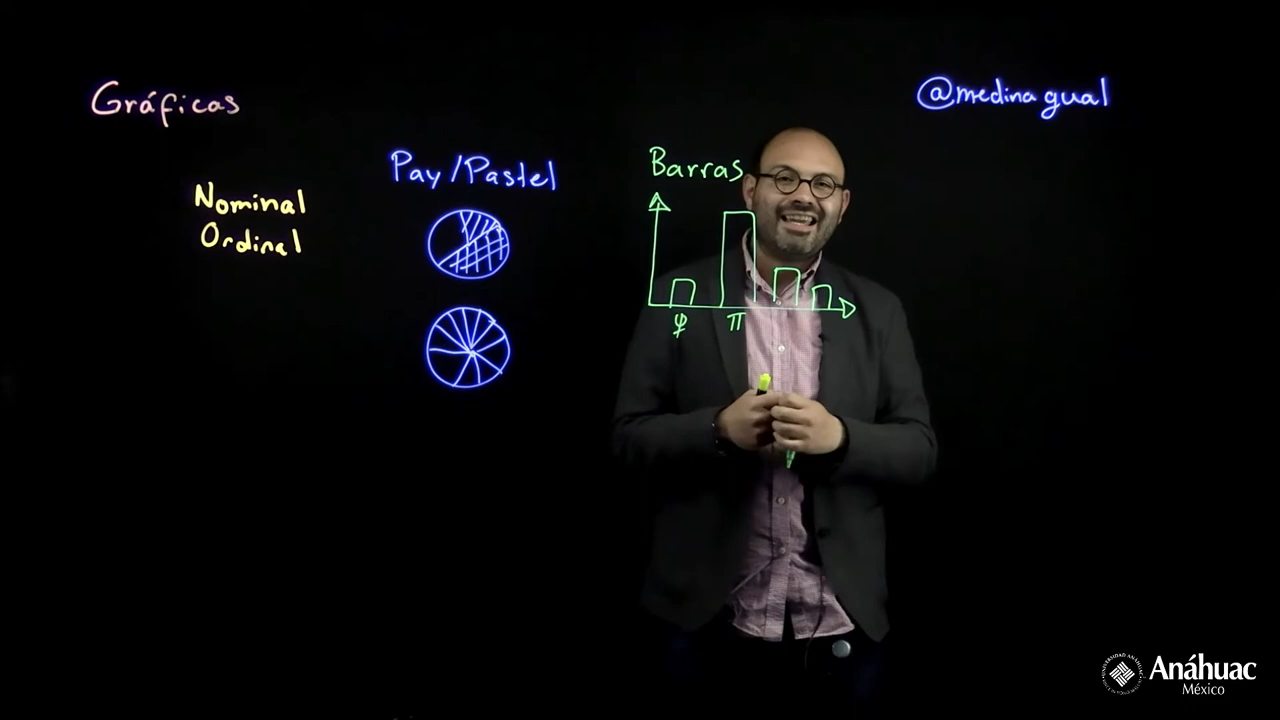 Gráficas
@medinagual
Pay/Pastel
Barras
Nominal
Ordinal
φ π
Anáhuac
México